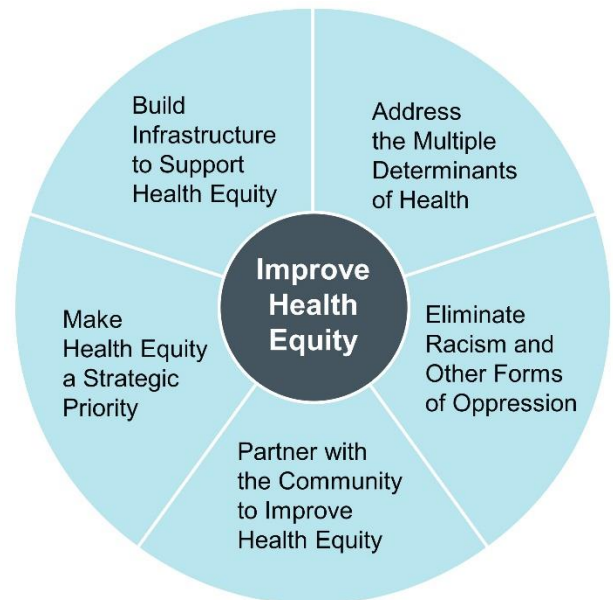 Build
Infrastructure
to Support
Health Equity
Address
the Multiple
Determinants
of Health
Improve
Health
Equity
Make
Health Equity
a Strategic
Priority
Eliminate
Racism and
Other Forms
of Oppression
Partner with
the Community
to Improve
Health Equity